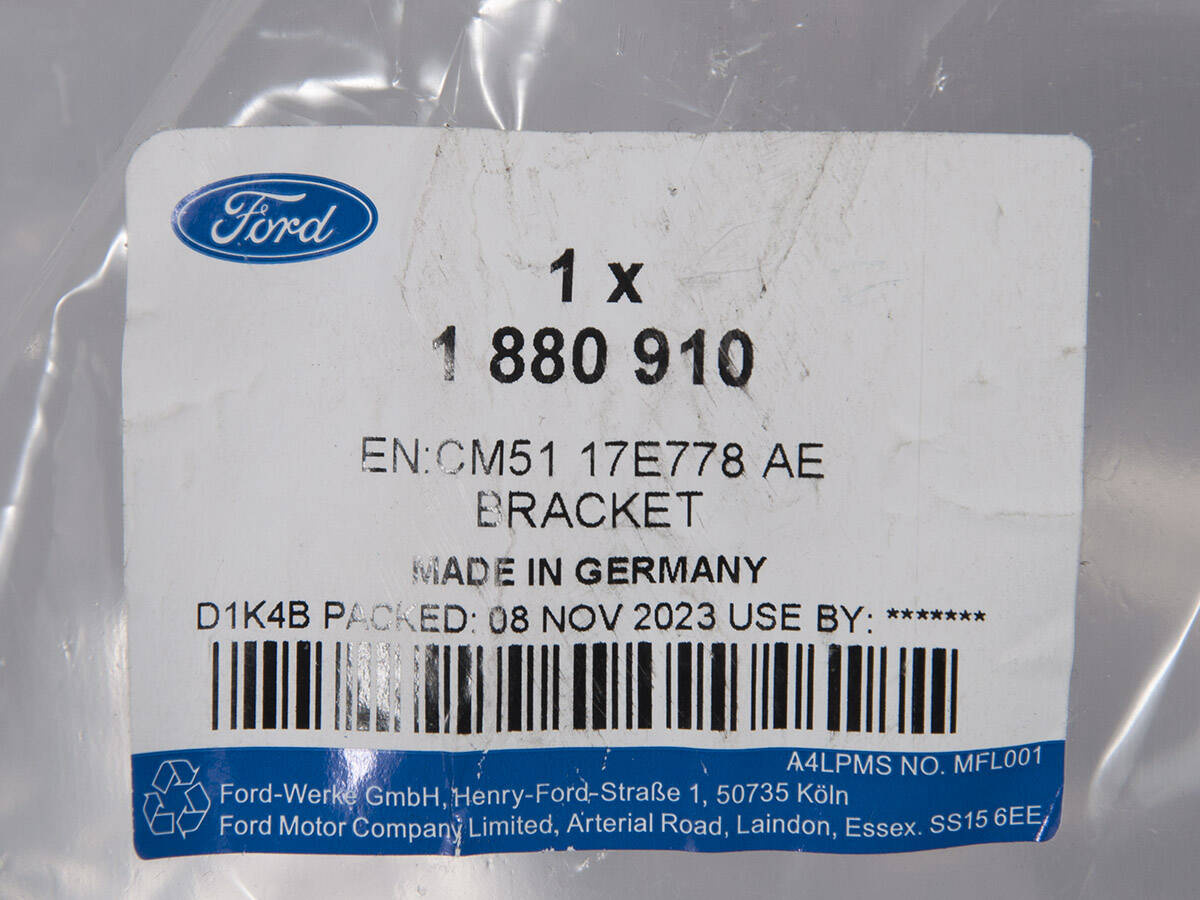 Ford
1 x
1 880 910
EN:CM51 17E778 AE
BRACKET
MADE IN GERMANY
D1K4B PACKED: 08 NOV 2023 USE BY: *******
A4LPMS NO. MFL001
Ford-Werke GmbH, Henry-Ford-Straße 1, 50735 Köln
Ford Motor Company Limited, Arterial Road, Laindon, Essex. SS15 6EE.